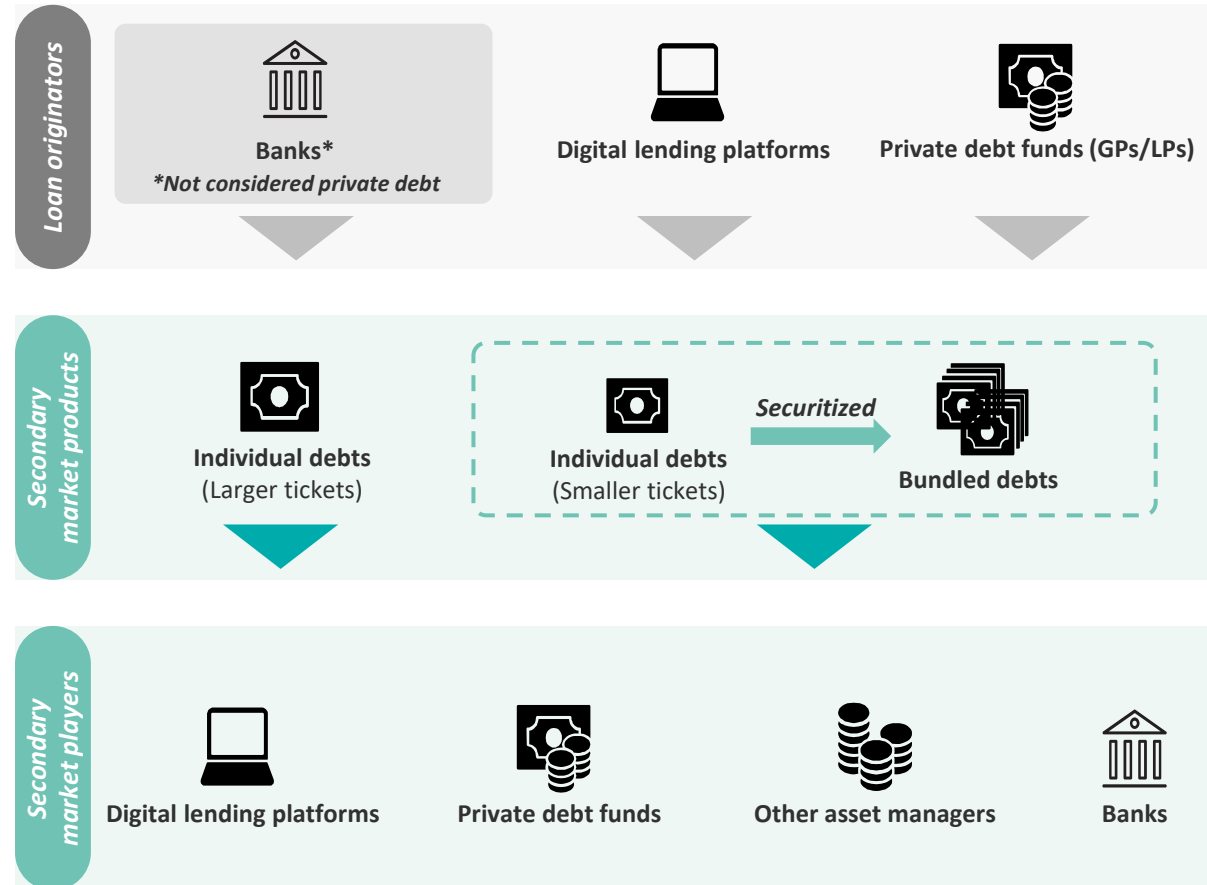 Loan originators
Banks*
*Not considered private debt
Digital lending platforms
Private debt funds (GPs/LPs)
Secondary
market products
Individual debts
(Larger tickets)
Individual debts
(Smaller tickets)
Securitized
Bundled debts
Secondary
market players
Digital lending platforms
Private debt funds
Other asset managers
Banks